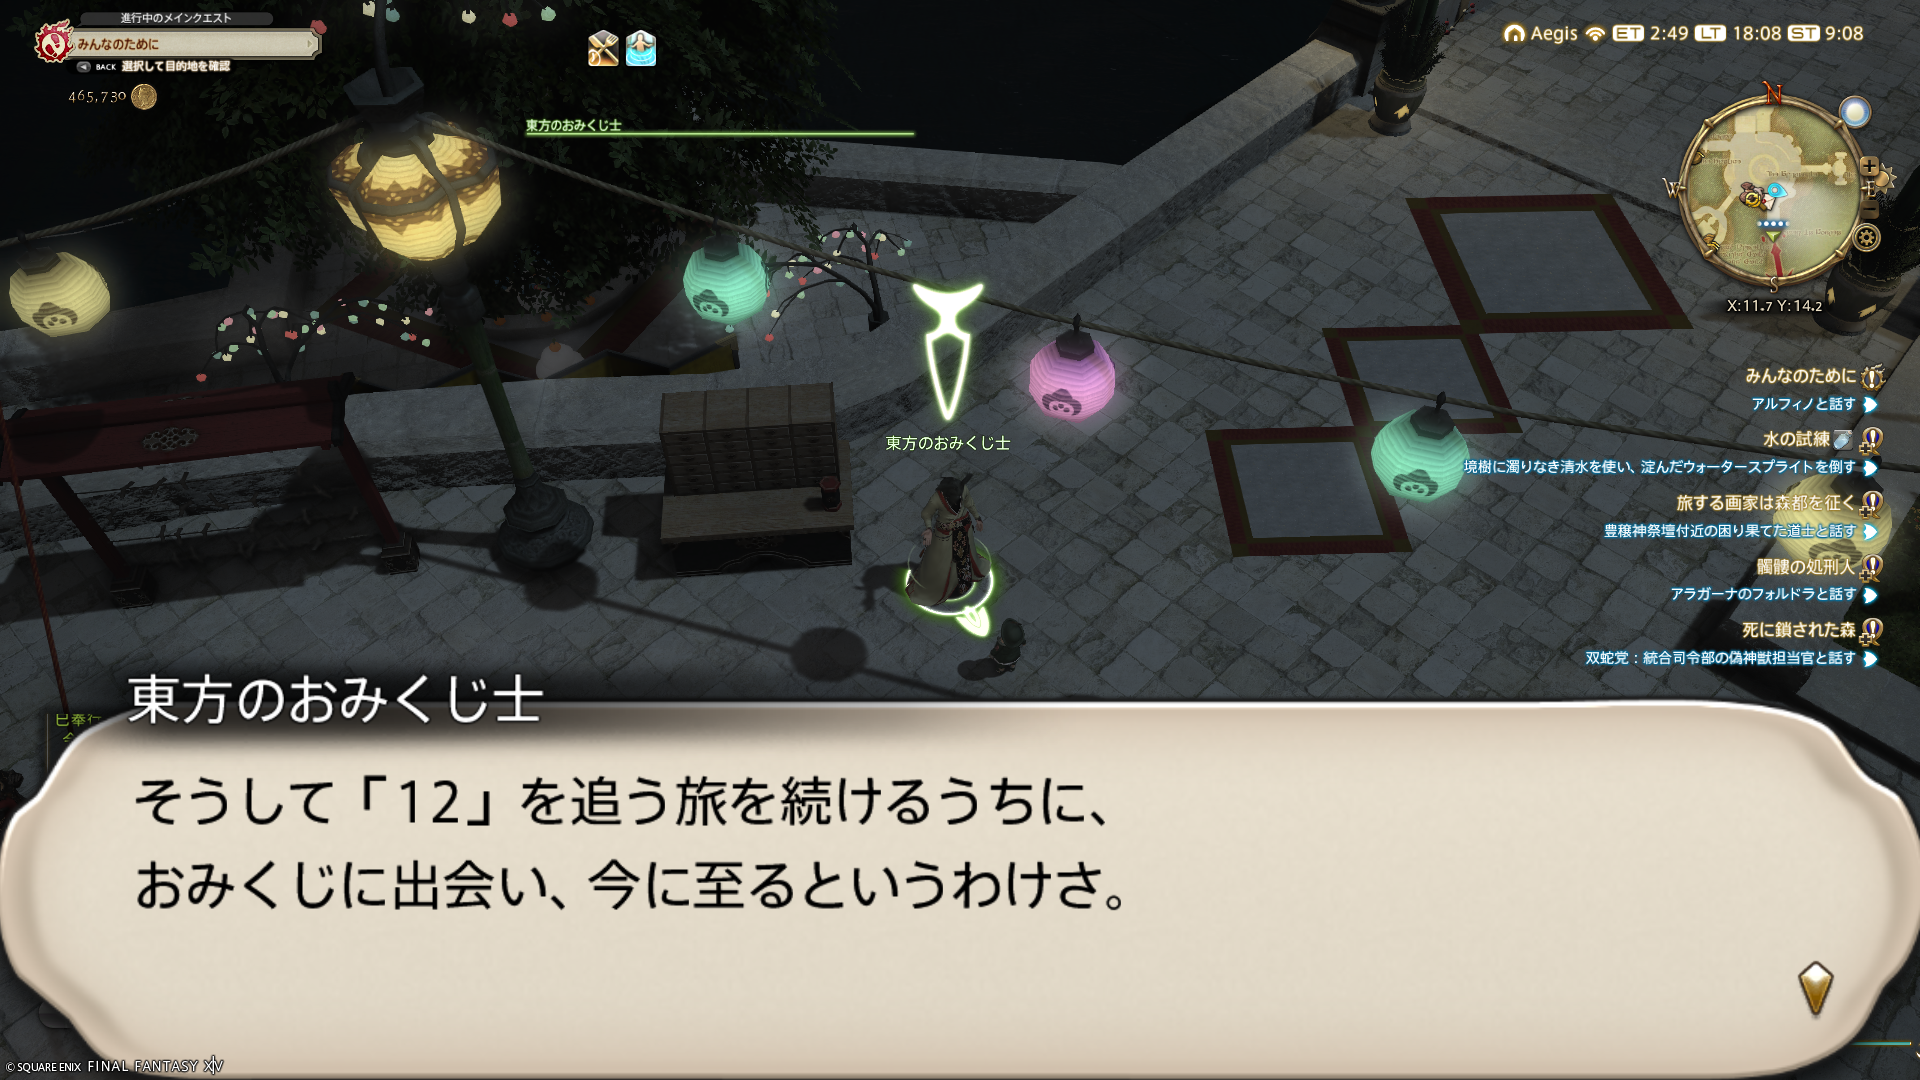 進行中のメインクエスト
みんなのために
BACK 選択して目的地を確認
465,730
東方のおみくじ士
Aegis ET 2:49 LT 18:08 ST 9:08
N
W
E
S
X:11.7 Y:14.2
東方のおみくじ士
みんなのために
アルフィノと話す
水の試練
境樹に濁りなき清水を使い、淀んだウォータースプライトを倒す
旅する画家は森都を征く
豊穣神祭壇付近の困り果てた道士と話す
髑髏の処刑人
アラガーナのフォルドラと話す
死に鎖された森
双蛇党：統合司令部の偽神獣担当官と話す
東方のおみくじ士
そうして「12」を追う旅を続けるうちに、
おみくじに出会い、今に至るというわけさ。
© SQUARE ENIX FINAL FANTASY XIV